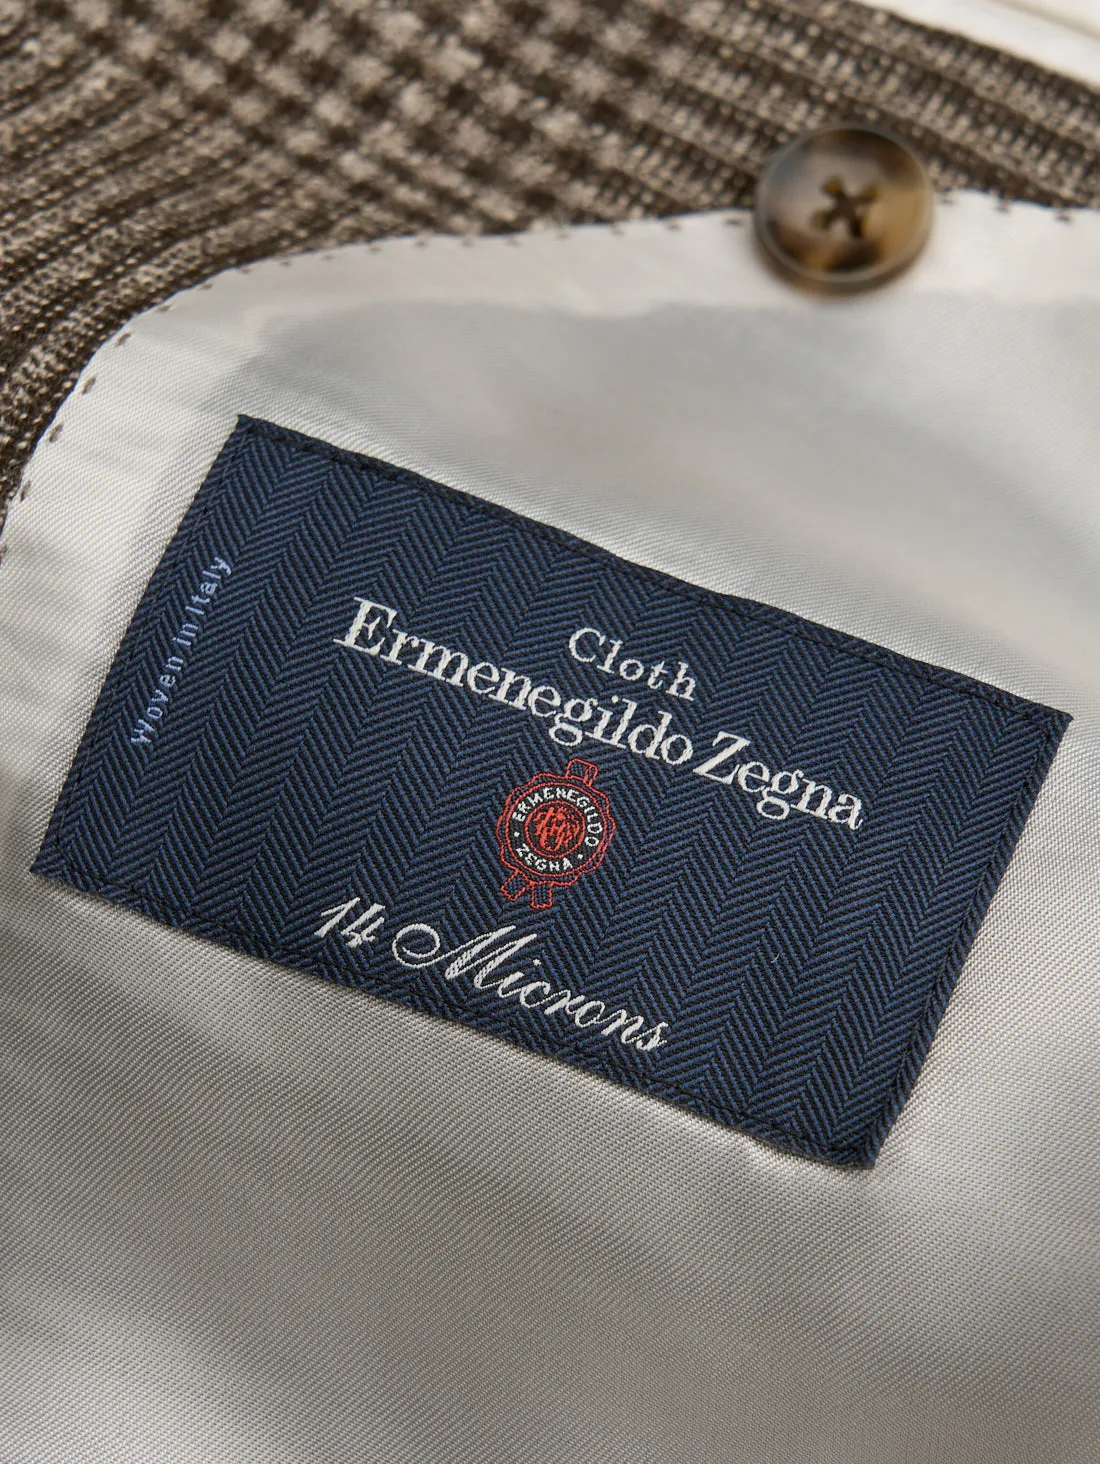 Woven in Italy
Cloth
Ermenegildo Zegna
ERMENEGILDO
ZEGNA
14 Microns